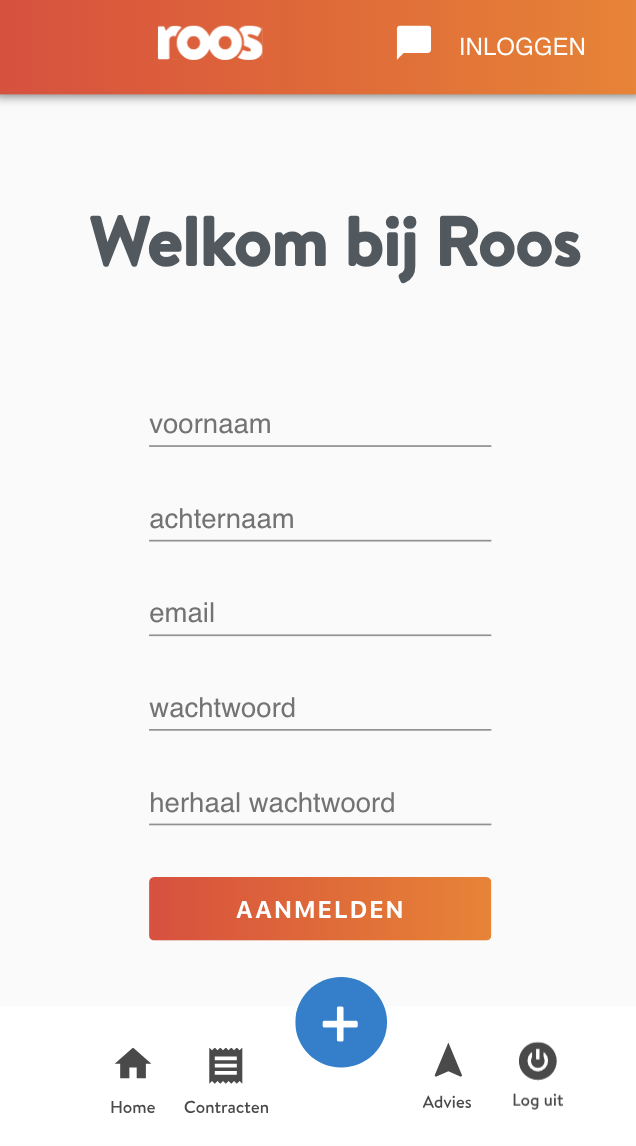 roos
INLOGGEN
Welkom bij Roos
voornaam
achternaam
email
wachtwoord
herhaal wachtwoord
AANMELDEN
Home
Contracten
Advies
Log uit